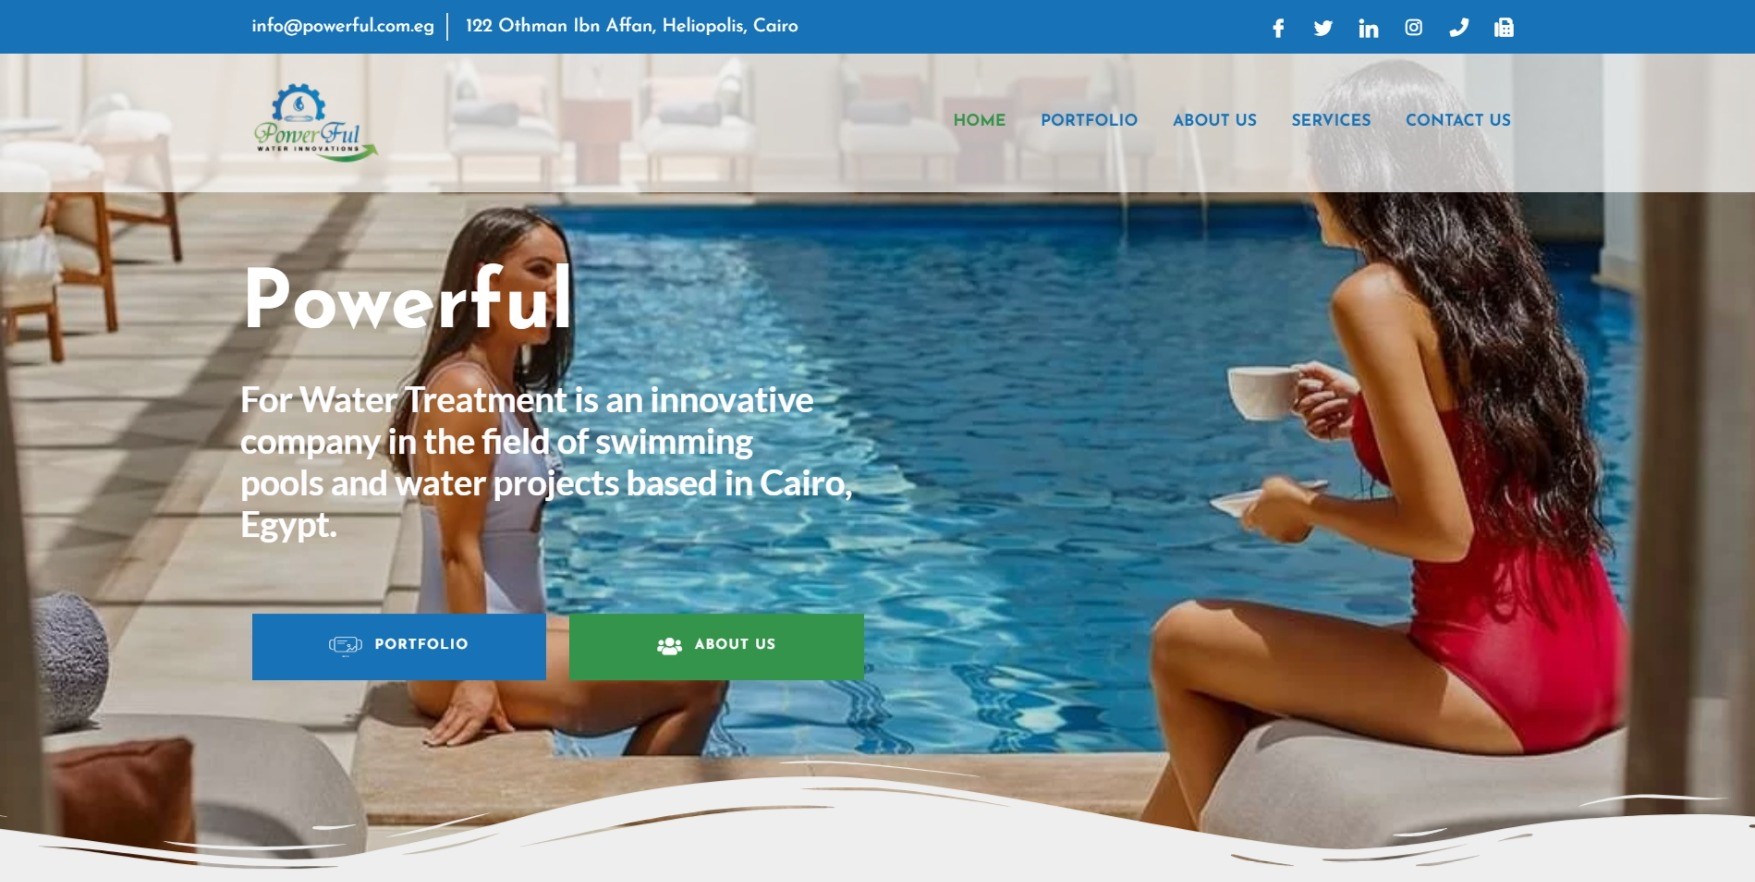 info@powerful.com.eg
122 Othman Ibn Affan, Heliopolis, Cairo
PowerFul
WATER INNOVATIONS
HOME
PORTFOLIO
ABOUT US
SERVICES
CONTACT US
Powerful
For Water Treatment is an innovative
company in the field of swimming
pools and water projects based in Cairo,
Egypt.
PORTFOLIO
ABOUT US